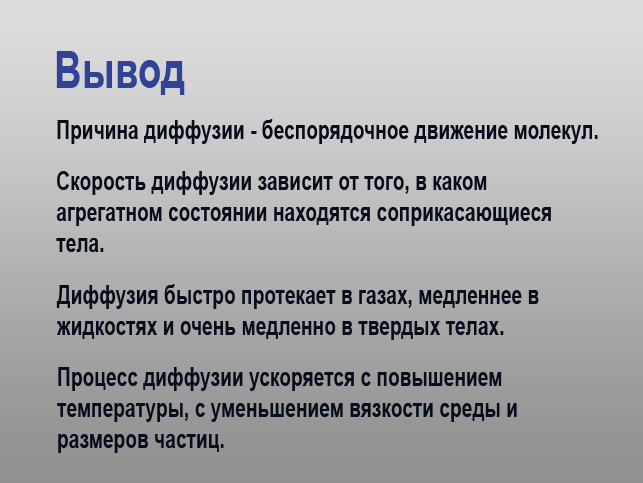 Вывод
Причина диффузии - беспорядочное движение молекул.
Скорость диффузии зависит от того, в каком
агрегатном состоянии находятся соприкасающиеся
тела.
Диффузия быстро протекает в газах, медленнее в
жидкостях и очень медленно в твердых телах.
Процесс диффузии ускоряется с повышением
температуры, с уменьшением вязкости среды и
размеров частиц.